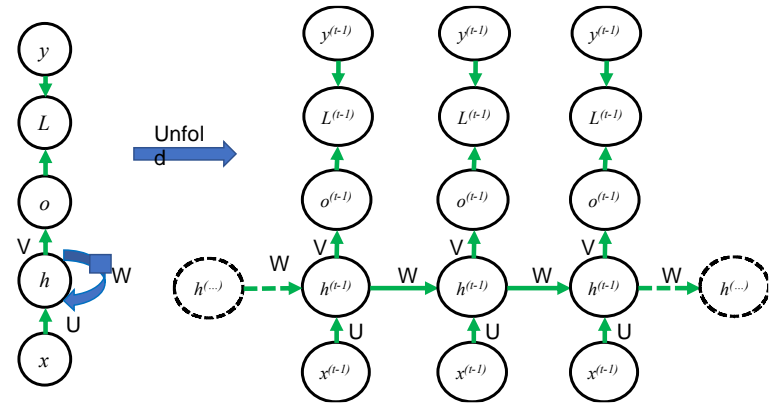 y
L
o
V
h
W
U
x
Unfol
d
y(t-1) y(t-1) y(t-1)
L(t-1) L(t-1) L(t-1)
o(t-1) o(t-1) o(t-1)
V V V
W W W W
h(...) h(t-1) h(t-1) h(t-1) h(...)
U U U
x(t-1) x(t-1) x(t-1)